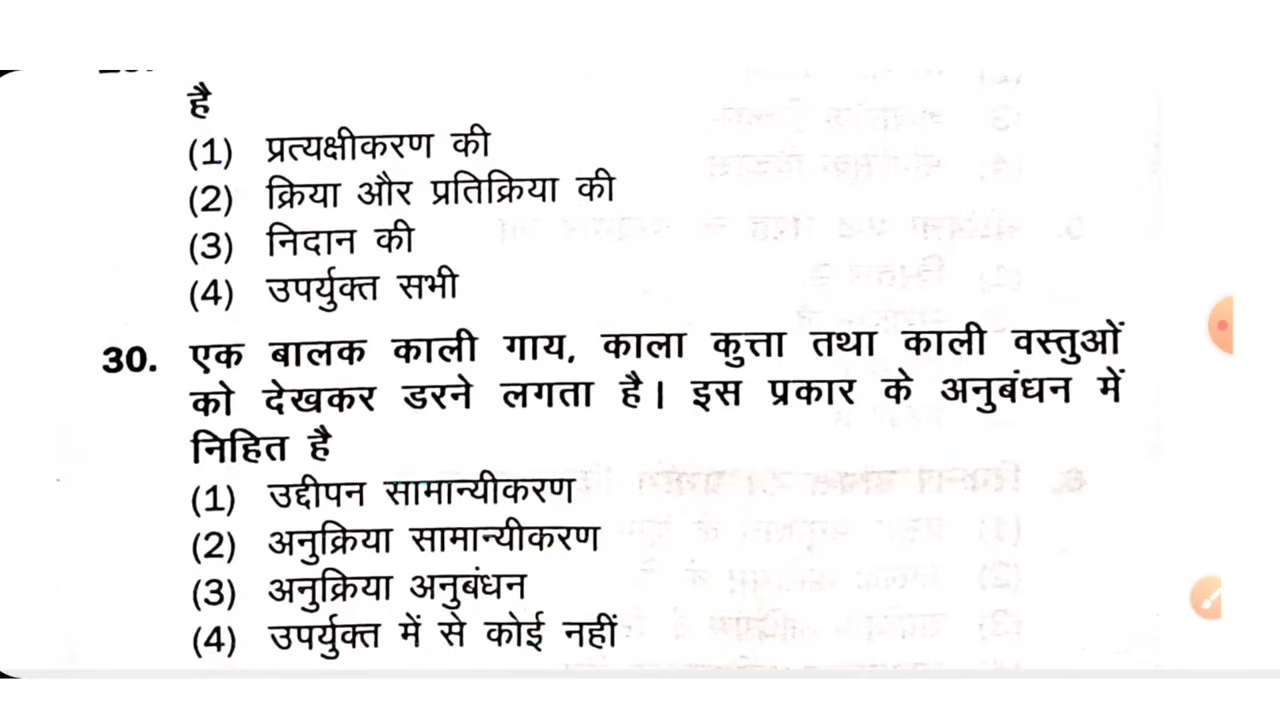 है
(1) प्रत्यक्षीकरण की
(2) क्रिया और प्रतिक्रिया की
(3) निदान की
(4) उपर्युक्त सभी
30. एक बालक काली गाय, काला कुत्ता तथा काली वस्तुओं
को देखकर डरने लगता है। इस प्रकार के अनुबंधन में
निहित है
(1) उद्दीपन सामान्यीकरण
(2) अनुक्रिया सामान्यीकरण
(3) अनुक्रिया अनुबंधन
(4) उपर्युक्त में से कोई नहीं